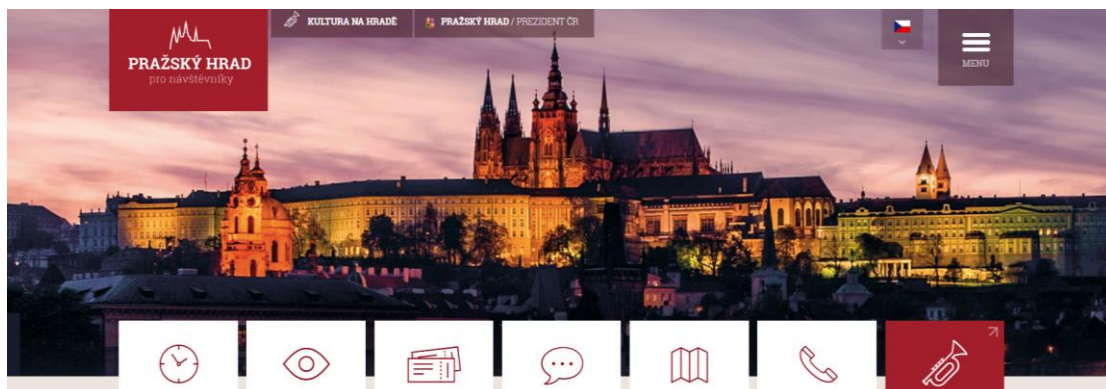 KULTURA NA HRADĚ
PRAŽSKÝ HRAD / PREZIDENT ČR
PRAŽSKÝ HRAD
pro návštěvníky
MENU